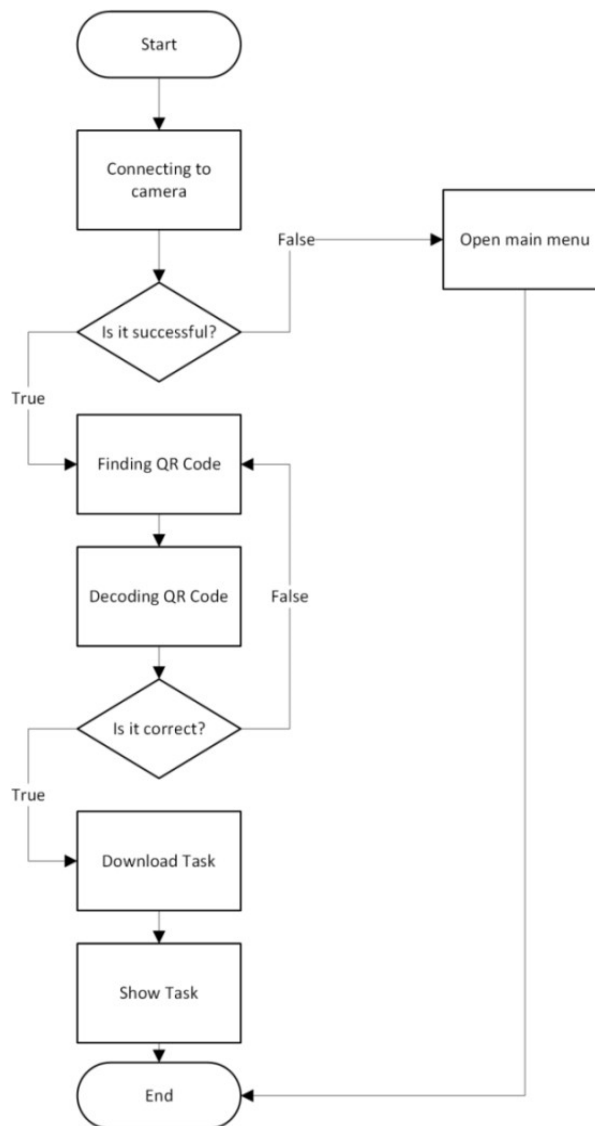 Start
Connecting to
camera
False
Open main menu
Is it successful?
True
Finding QR Code
Decoding QR Code
False
Is it correct?
True
Download Task
Show Task
End